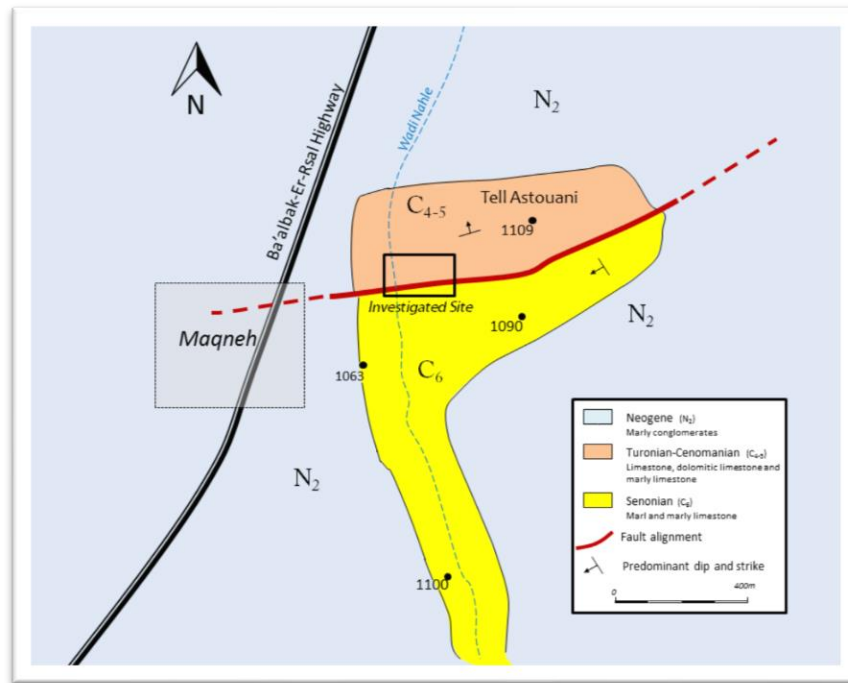 N
Ba'albak-Er-Rsal Highway
Wadi Nahle
N₂
C₄₋₅
Tell Astouani
1109
Investigated Site
Maqneh
1090
N₂
1063
C₆
N₂
1100
Neogene (N₂)
Marly conglomerates
Turonian-Cenomanian (C₄₋₅)
Limestone, dolomitic limestone and
marly limestone
Senonian (C₆)
Marl and marly limestone
Fault alignment
Predominant dip and strike
0 400m